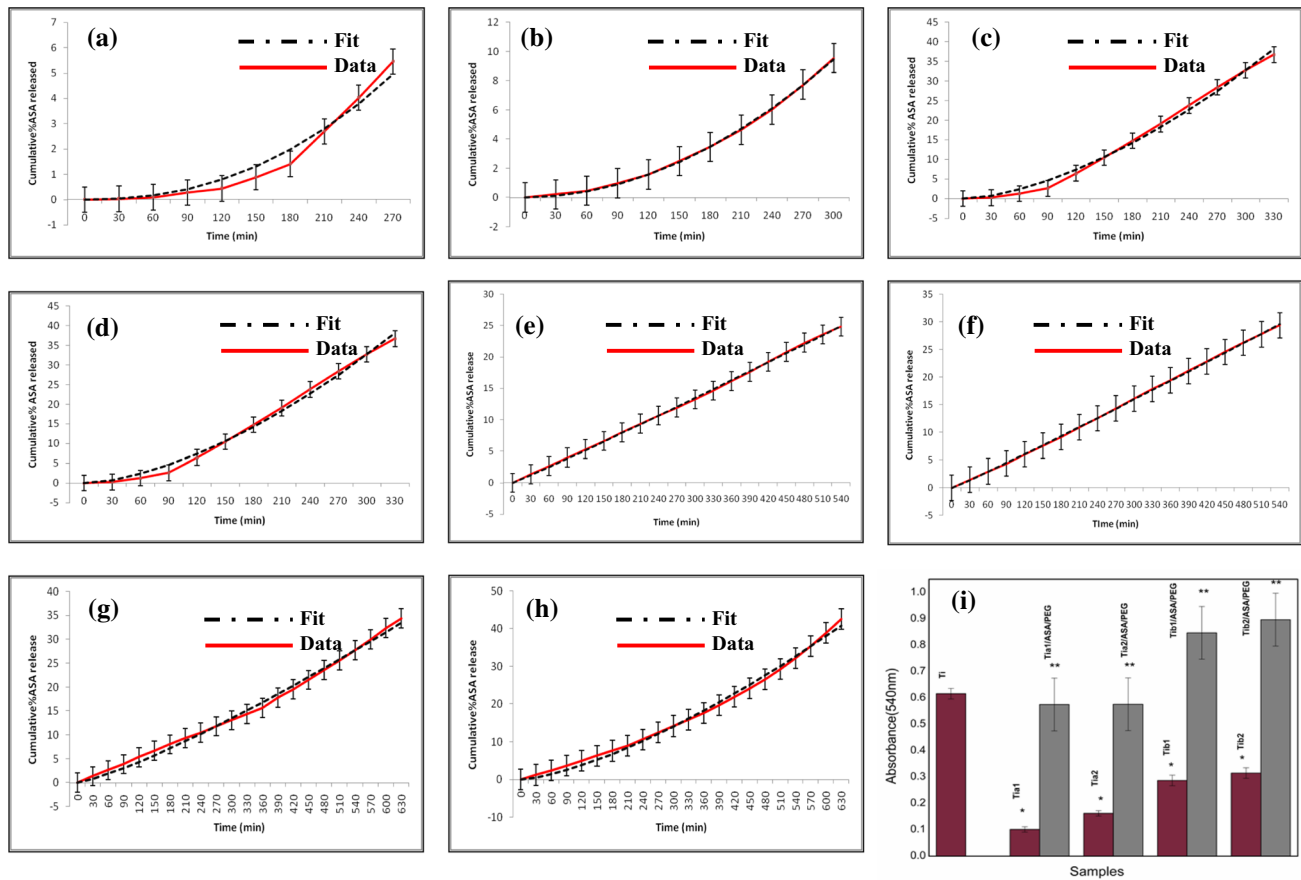 (a)
Fit
Data
Cumulative%ASA released
7
6
5
4
3
2
1
0
-1
0 30 60 90 120 150 180 210 240 270
Time (min)
(b)
Fit
Data
Cumulative%ASA released
12
10
8
6
4
2
0
-2
0 30 60 90 120 150 180 210 240 270 300
Time (min)
(c)
Fit
Data
Cumulative% ASA released
45
40
35
30
25
20
15
10
5
0
-5
0 30 60 90 120 150 180 210 240 270 300 330
Time (min)
(d)
Fit
Data
Cumulative% ASA released
45
40
35
30
25
20
15
10
5
0
-5
0 30 60 90 120 150 180 210 240 270 300 330
Time (min)
(e)
Fit
Data
Cumulative%ASA release
30
25
20
15
10
5
0
-5
0 30 60 90 120 150 180 210 240 270 300 330 360 390 420 450 480 510 540
Time (min)
(f)
Fit
Data
Cumulative%ASA release
35
30
25
20
15
10
5
0
-5
0 30 60 90 120 150 180 210 240 270 300 330 360 390 420 450 480 510 540
TIme (min)
(g)
Fit
Data
Cumulative%ASA release
40
35
30
25
20
15
10
5
0
-5
0 30 60 90 120 150 180 210 240 270 300 330 360 390 420 450 480 510 540 570 600 630
Time (min)
(h)
Fit
Data
Cumulative%ASA release
50
40
30
20
10
0
-10
0 30 60 90 120 150 180 210 240 270 300 330 360 390 420 450 480 510 540 570 600 630
Time (min)
(i)
Absorbance(540nm)
1.0
0.9
0.8
0.7
0.6
0.5
0.4
0.3
0.2
0.1
0.0
Ti
Tia1
*
Tia1/ASA/PEG
**
Tia2
*
Tia2/ASA/PEG
**
Tib1
*
Tib1/ASA/PEG
**
Tib2
*
Tib2/ASA/PEG
**
Samples